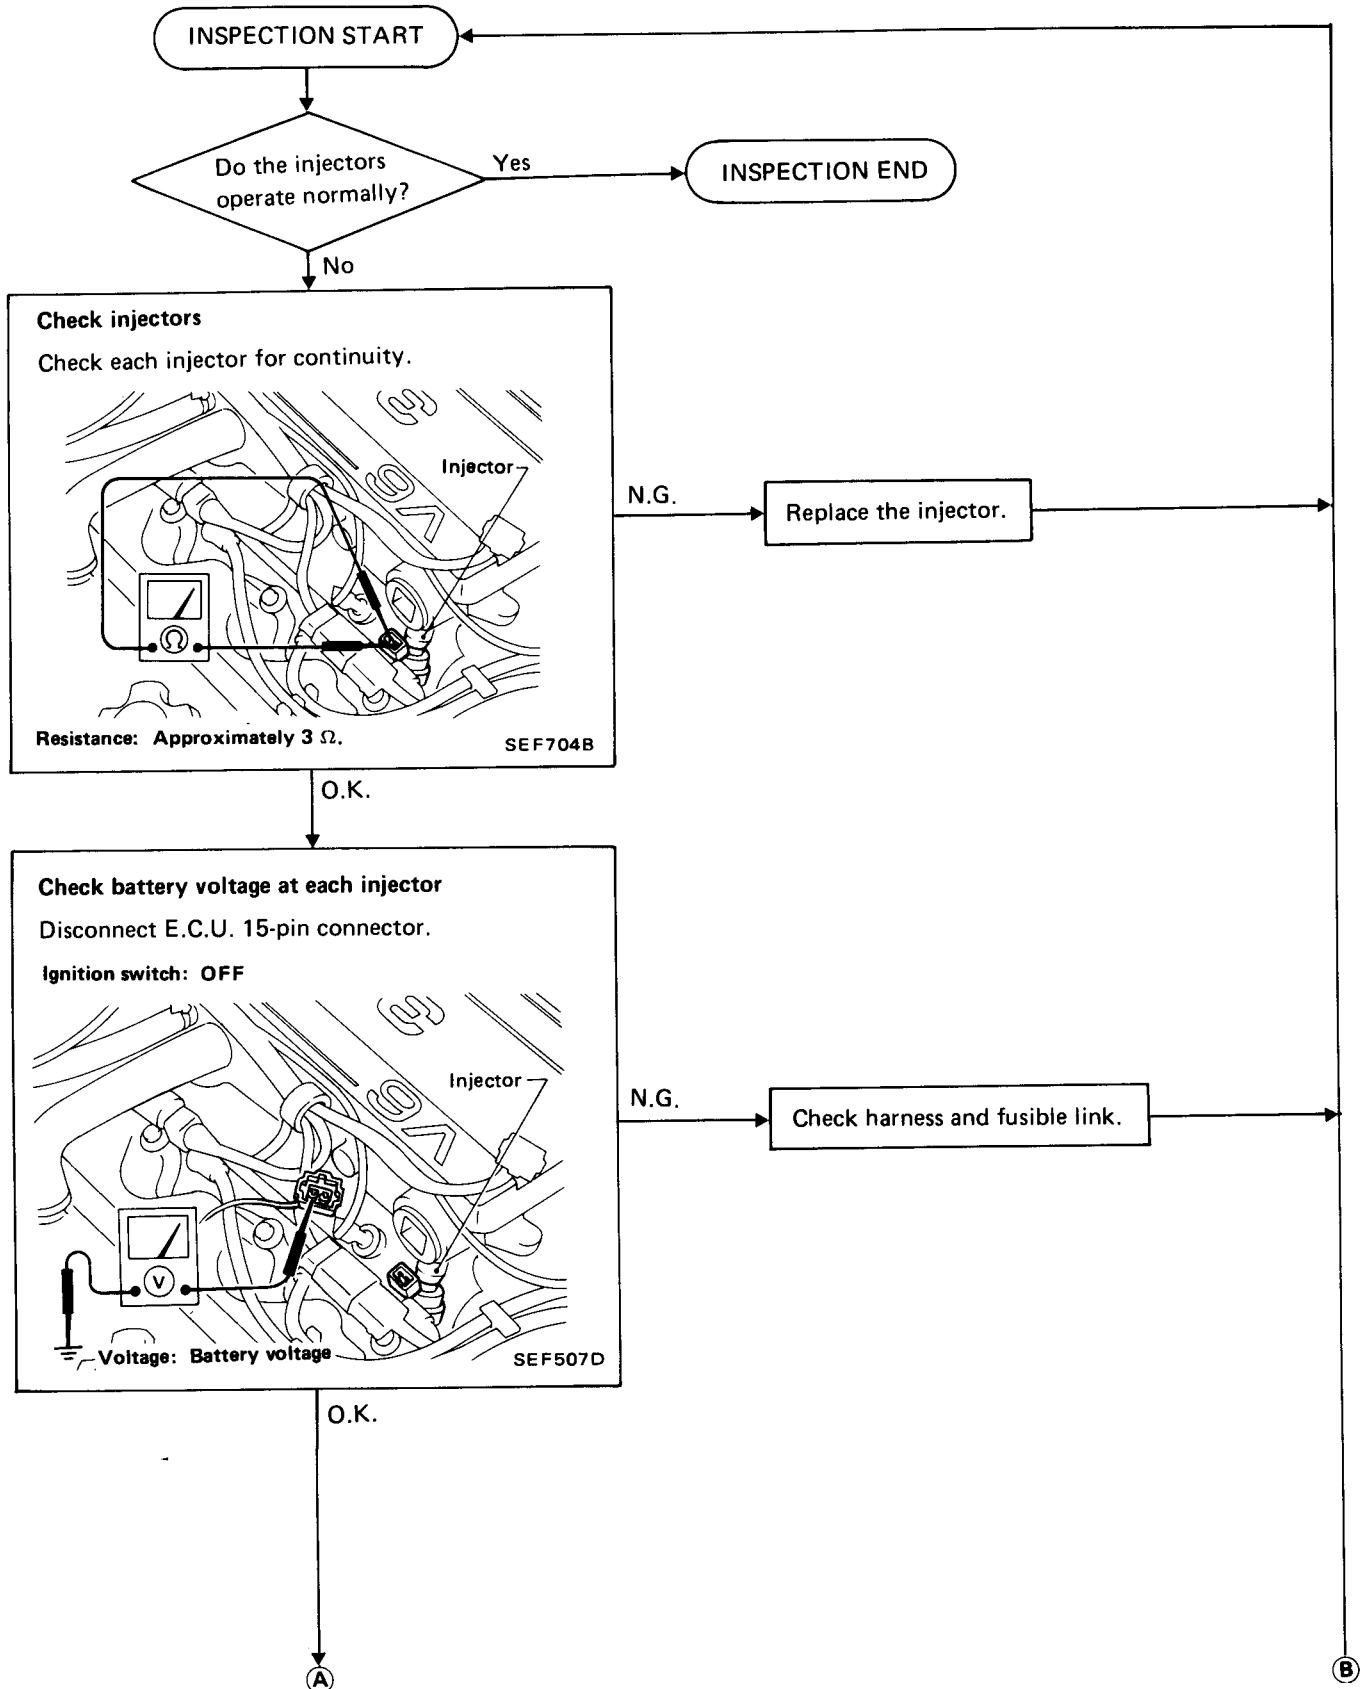 INSPECTION START
Do the injectors
operate normally?
Yes
INSPECTION END
No
Check injectors
Check each injector for continuity.
Injector
V6
Ω
Resistance: Approximately 3 Ω.
SEF704B
N.G.
Replace the injector.
O.K.
Check battery voltage at each injector
Disconnect E.C.U. 15-pin connector.
Ignition switch: OFF
Injector
V6
V
Voltage: Battery voltage
SEF507D
N.G.
Check harness and fusible link.
O.K.
A
B